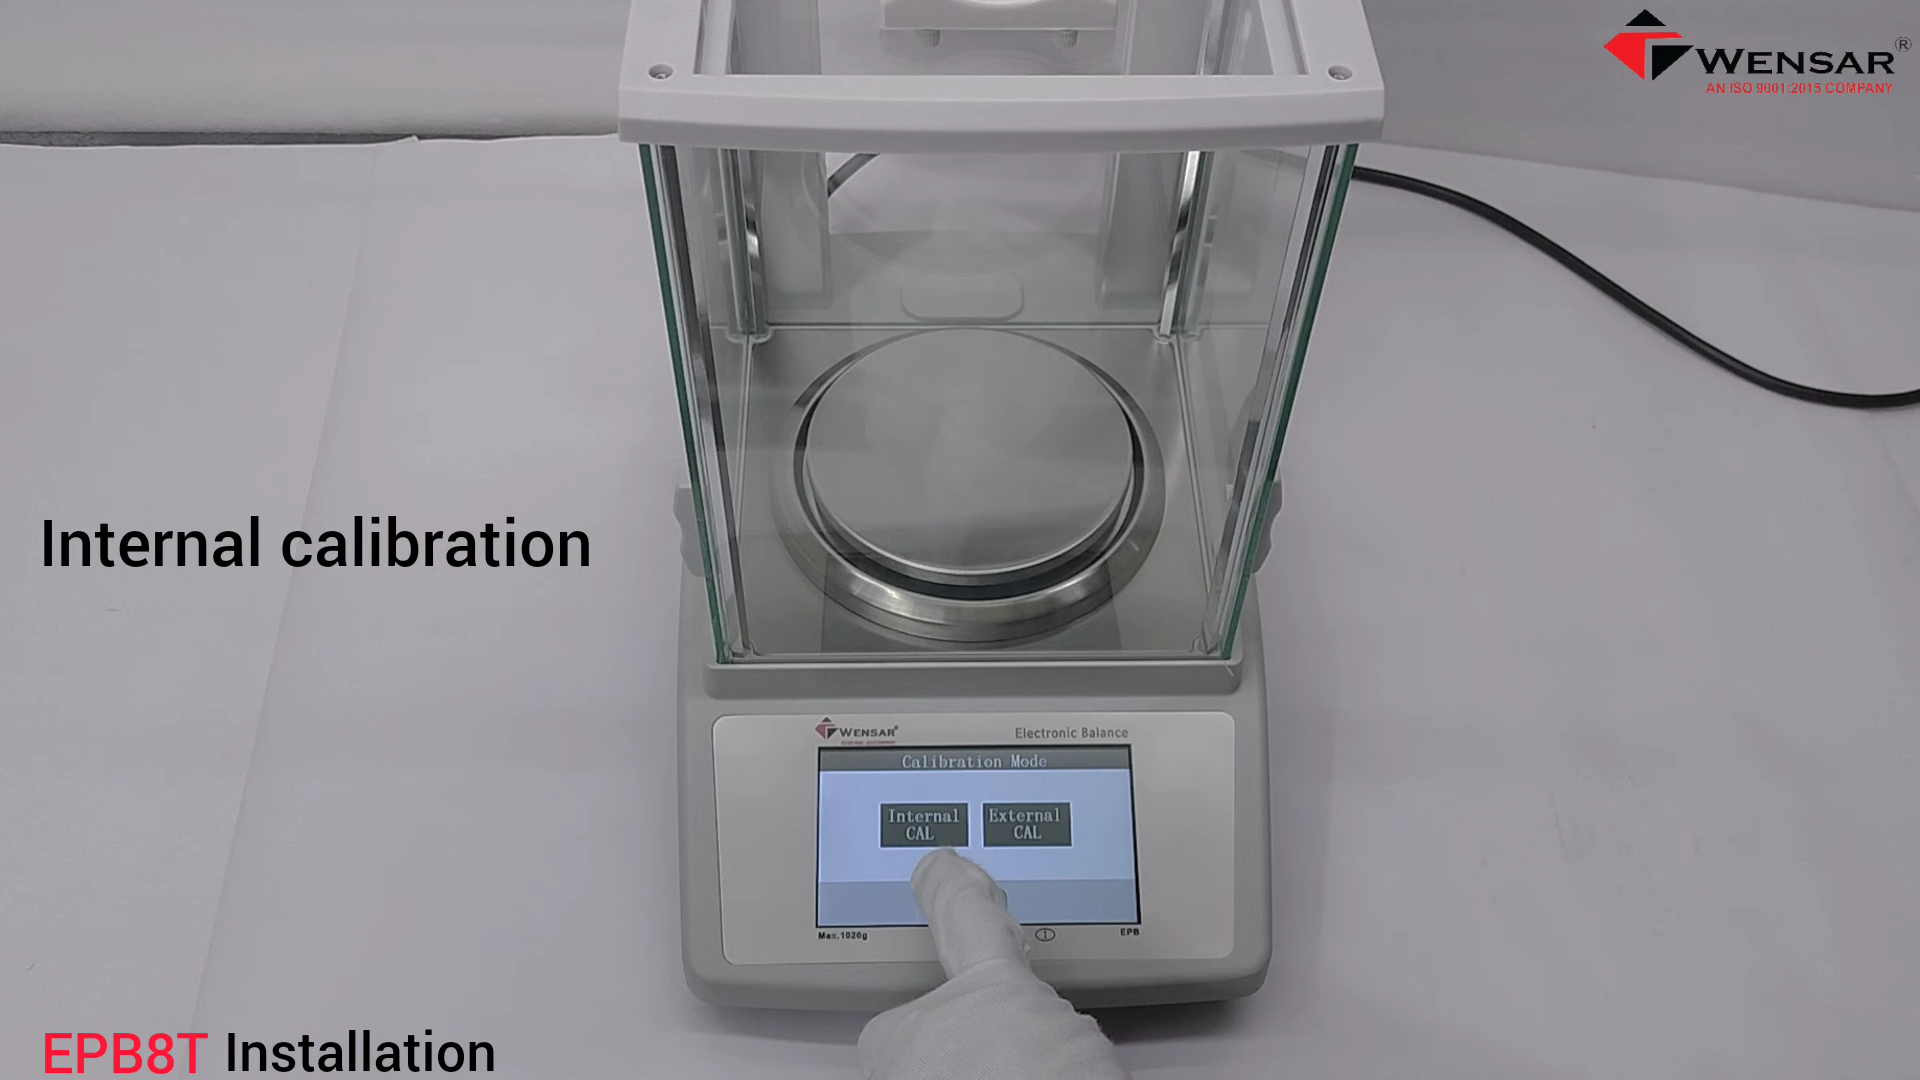 WENSAR®
AN ISO 9001:2015 COMPANY
Internal calibration
WENSAR®
Electronic Balance
Calibration Mode
Internal CAL
External CAL
Max.1020g
EPB
EPB8T Installation